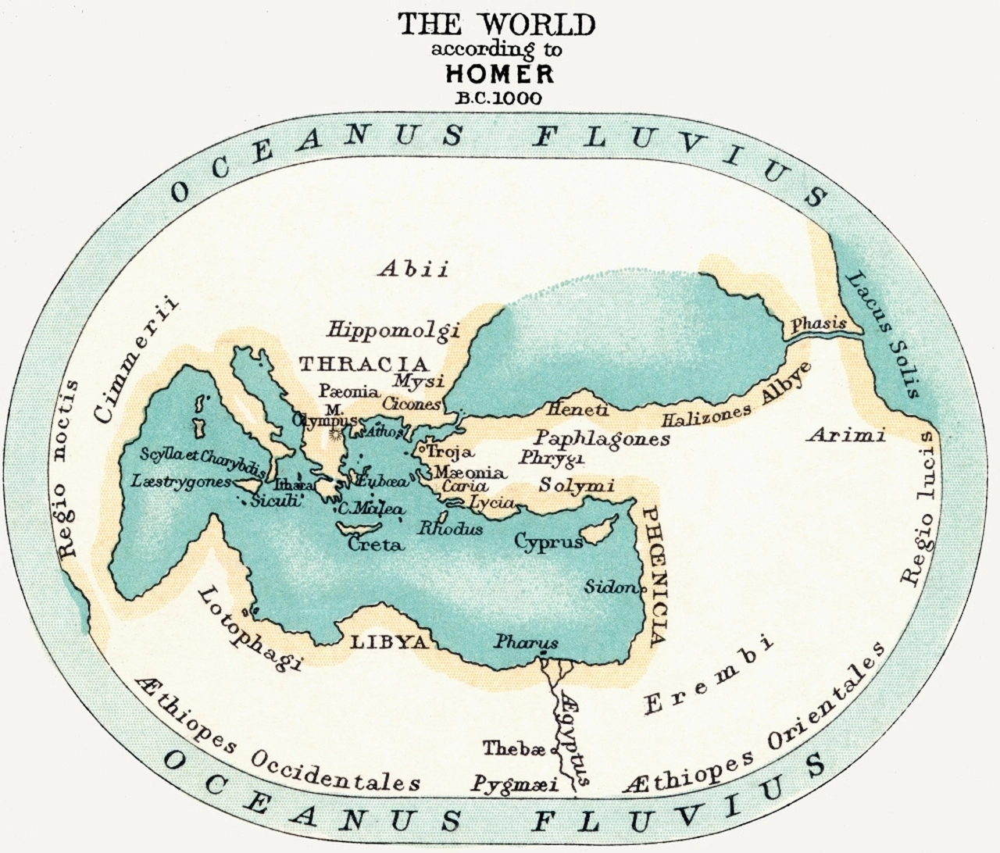 THE WORLD
according to
HOMER
B.C.1000
OCEANUS FLUVIUS
Abii
Cimmerii
Lacus Solis
Hippomolgi
Phasis
THRACIA
Mysi
Pæonia
Cicones
M.
Olympus
Athos
Heneti
Halizones
Albye
Regio noctis
Paphlagones
Arimi
Troja
Phrygi
Scylla et Charybdis
Mæonia
Læstrygones
Ithaca
Eubœa
Caria
Solymi
Siculi
C.Malea
Lycia
Rhodus
Creta
Cyprus
PHŒNICIA
Regio lucis
Sidon
Lotophagi
LIBYA
Pharus
Erembi
Æthiopes Occidentales
Ægyptus
Thebæ
Pygmæi
Æthiopes Orientales
OCEANUS FLUVIUS